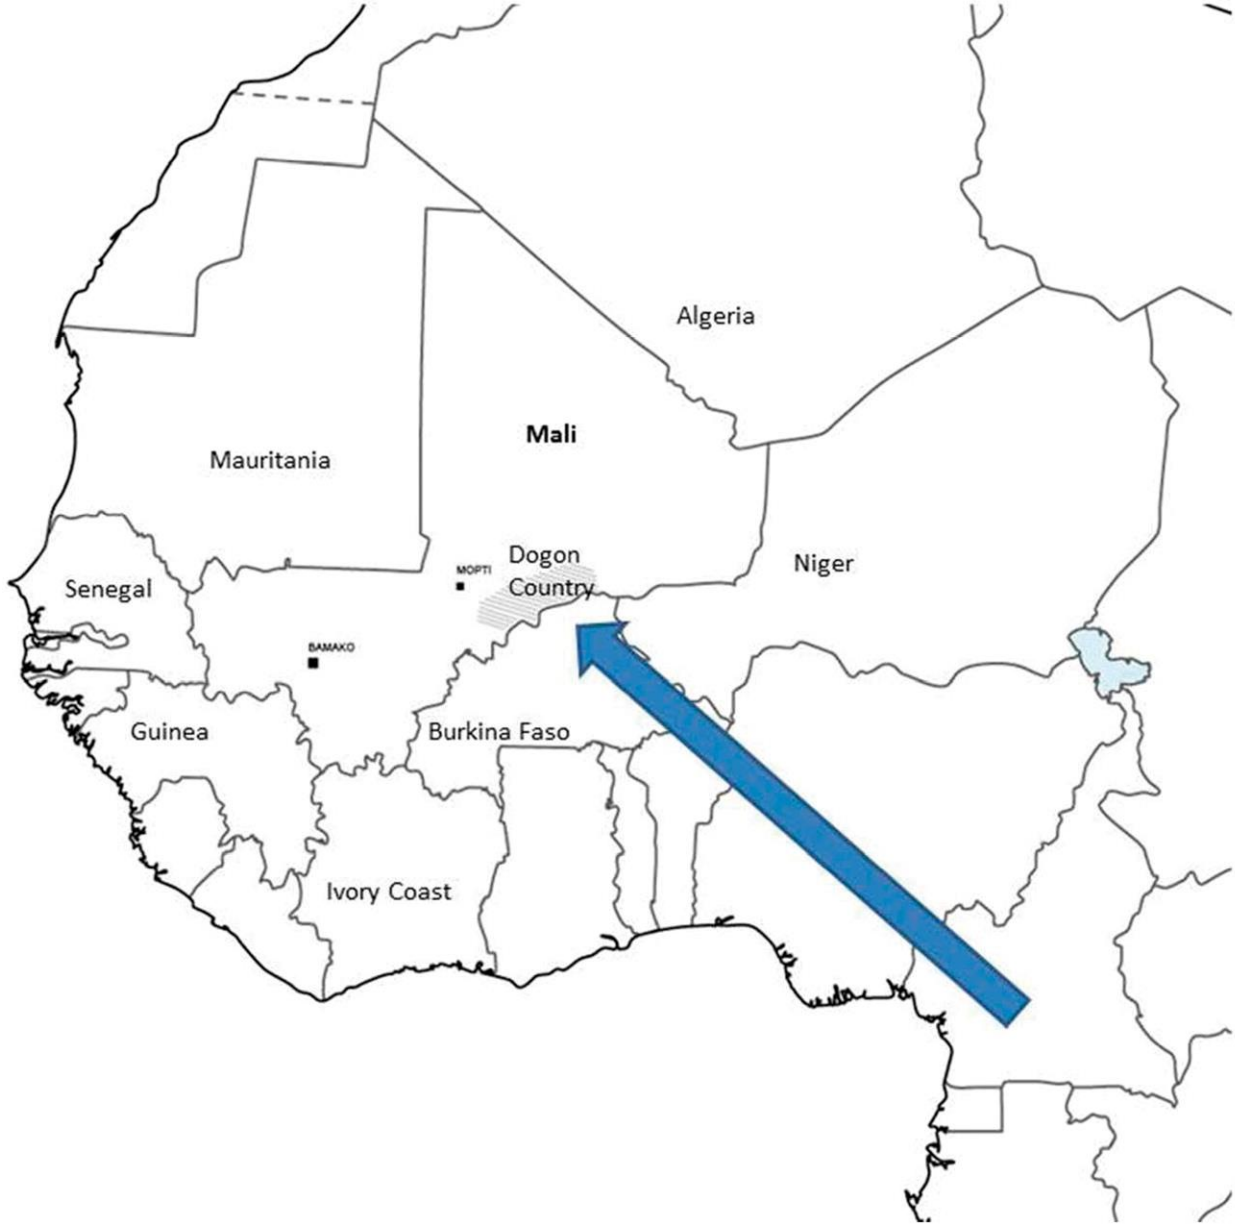 Algeria
Mali
Mauritania
Dogon
Country
MOPTI
Niger
Senegal
BAMAKO
Guinea
Burkina Faso
Ivory Coast